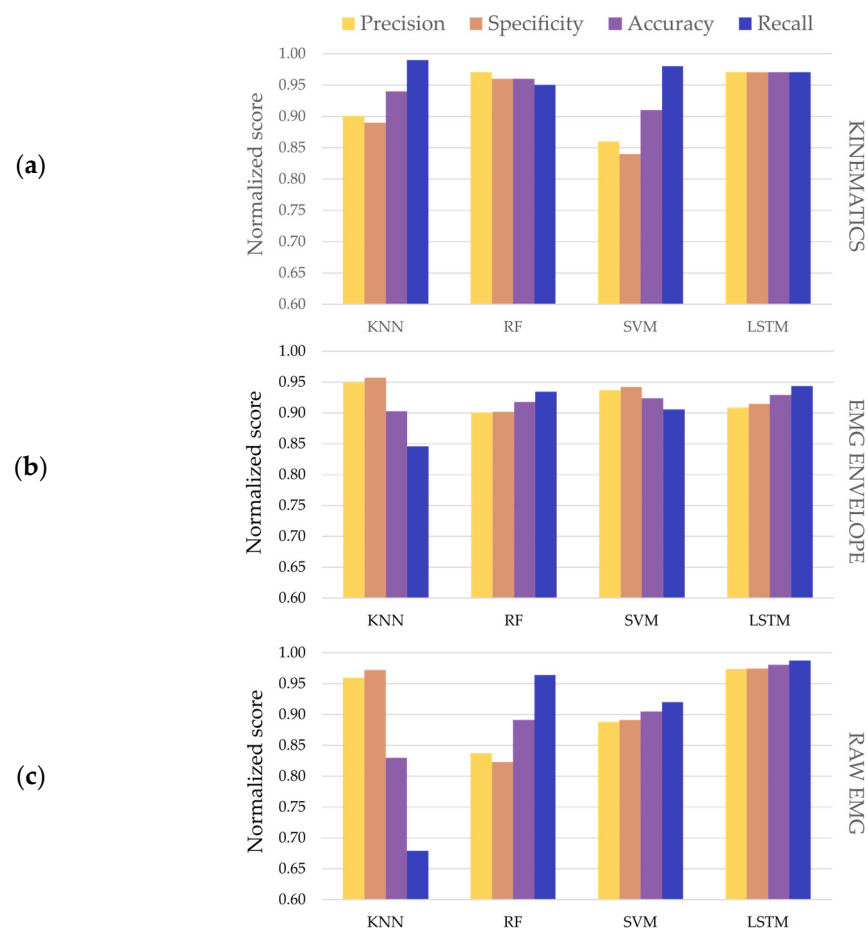 Precision Specificity Accuracy Recall
(a)
Normalized score
1.00
0.95
0.90
0.85
0.80
0.75
0.70
0.65
0.60
KNN RF SVM LSTM
KINEMATICS
(b)
Normalized score
1.00
0.95
0.90
0.85
0.80
0.75
0.70
0.65
0.60
KNN RF SVM LSTM
EMG ENVELOPE
(c)
Normalized score
1.00
0.95
0.90
0.85
0.80
0.75
0.70
0.65
0.60
KNN RF SVM LSTM
RAW EMG